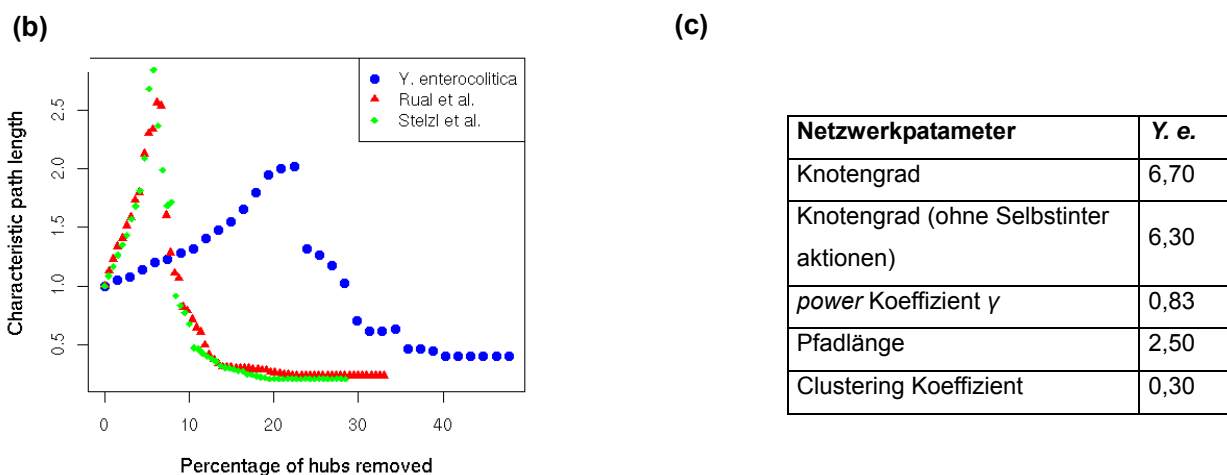 (b)
(c)
Y. enterocolitica
Rual et al.
Stelzl et al.
Characteristic path length
2.5
2.0
1.5
1.0
0.5
0 10 20 30 40
Percentage of hubs removed
Netzwerkpatameter Y. e.
Knotengrad 6,70
Knotengrad (ohne Selbstinter
aktionen) 6,30
power Koeffizient γ 0,83
Pfadlänge 2,50
Clustering Koeffizient 0,30